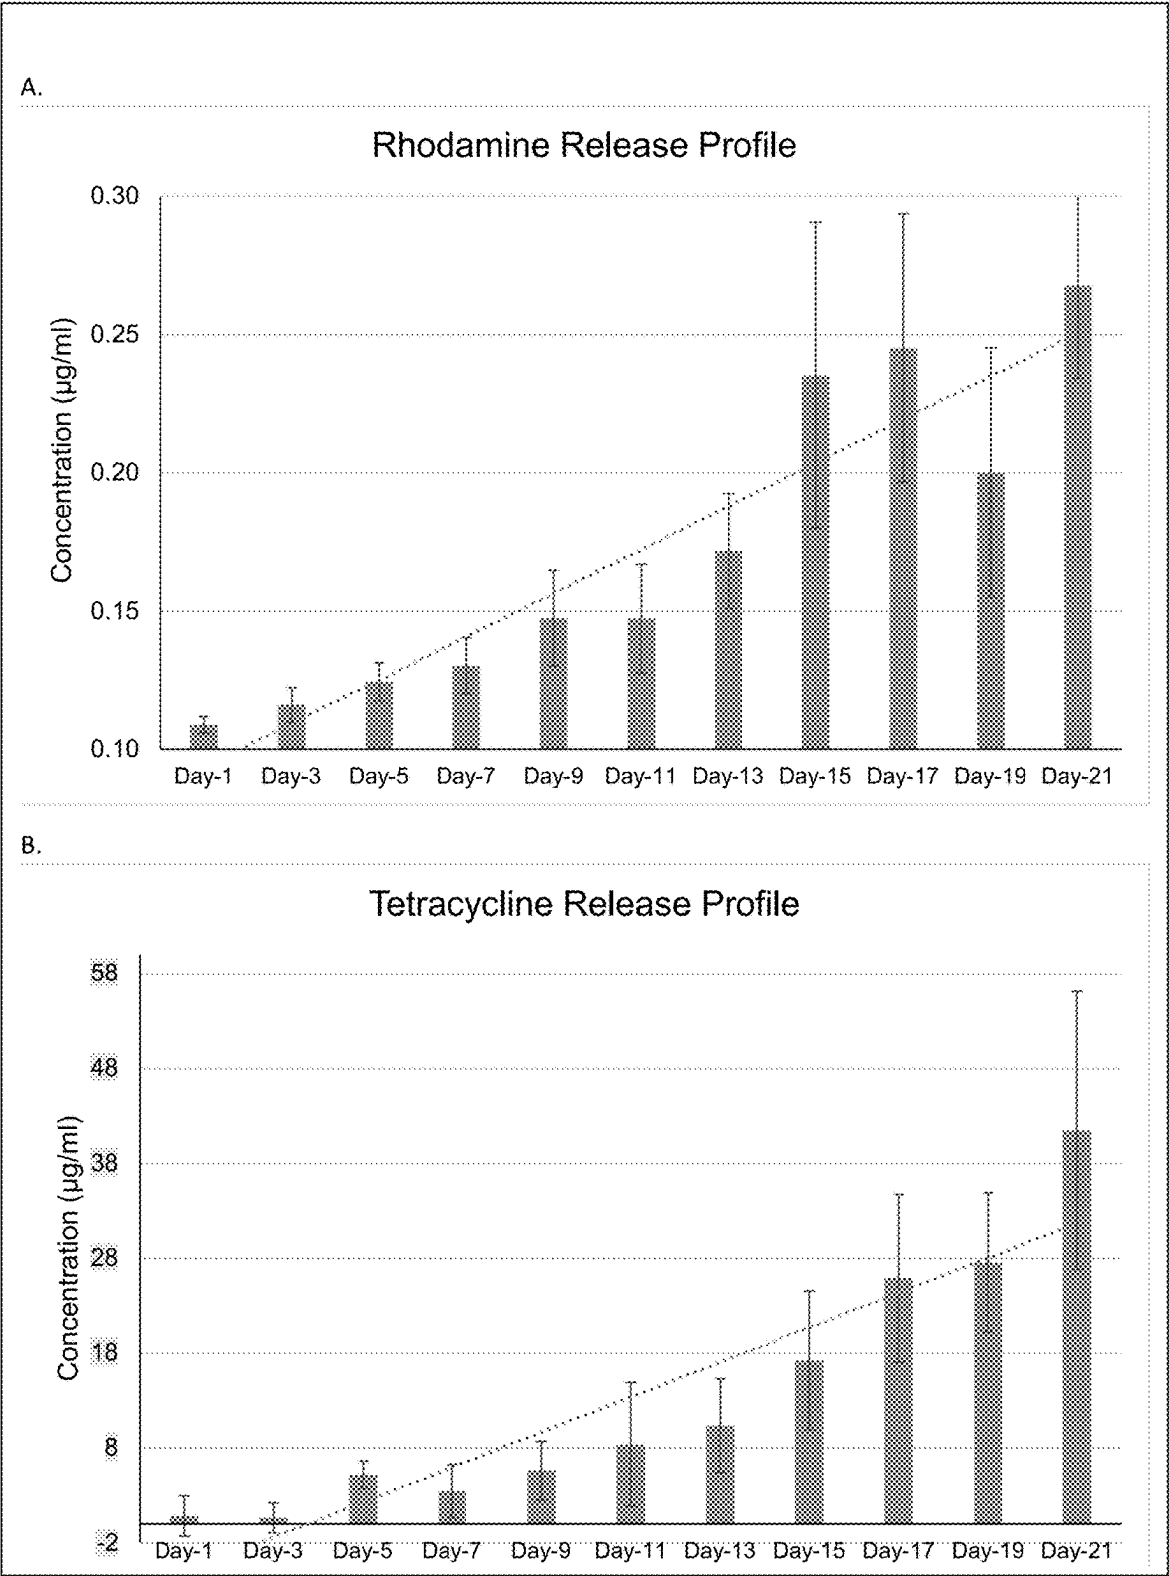 A.
Rhodamine Release Profile
Concentration (µg/ml)
0.30
0.25
0.20
0.15
0.10
Day-1 Day-3 Day-5 Day-7 Day-9 Day-11 Day-13 Day-15 Day-17 Day-19 Day-21
B.
Tetracycline Release Profile
Concentration (µg/ml)
58
48
38
28
18
8
-2
Day-1 Day-3 Day-5 Day-7 Day-9 Day-11 Day-13 Day-15 Day-17 Day-19 Day-21